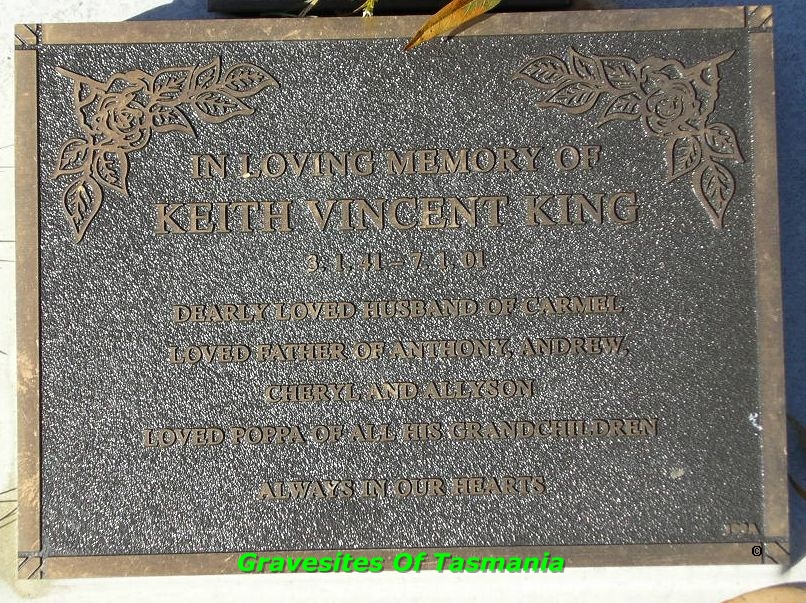 IN LOVING MEMORY OF
KEITH VINCENT KING
3. 1. 41 – 7. 1. 01
DEARLY LOVED HUSBAND OF CARMEL
LOVED FATHER OF ANTHONY, ANDREW,
CHERYL AND ALLYSON
LOVED POPPA OF ALL HIS GRANDCHILDREN
ALWAYS IN OUR HEARTS
©
Gravesites Of Tasmania